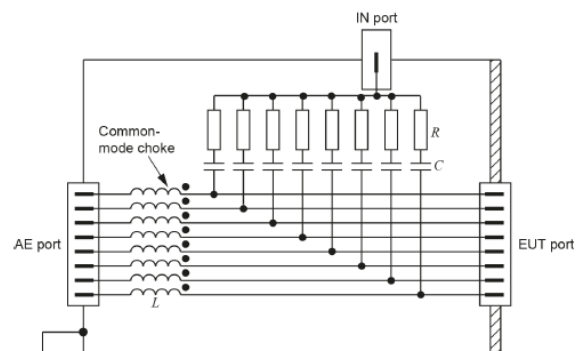 IN port
R
Common-
mode choke
C
AE port
EUT port
L